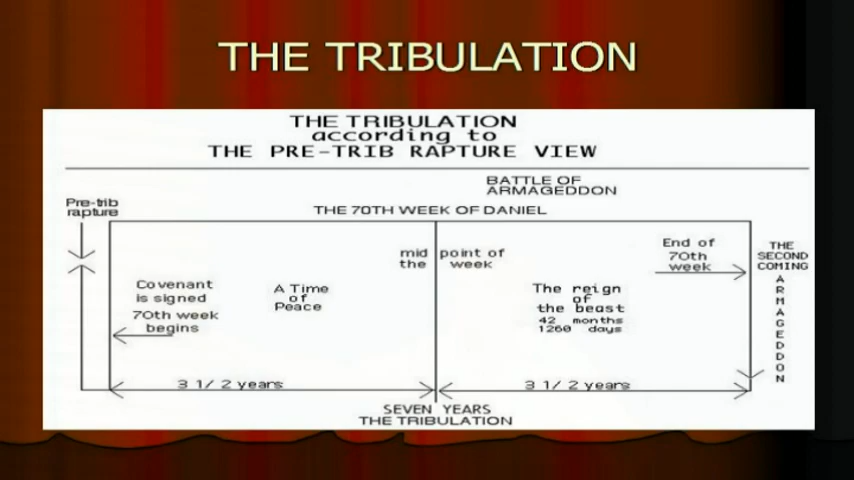 THE TRIBULATION
THE TRIBULATION
according to
THE PRE-TRIB RAPTURE VIEW
BATTLE OF
ARMAGEDDON
THE 70TH WEEK OF DANIEL
Pre-trib
rapture
mid point of
the week
End of
70th
week
THE
SECOND
COMING
ARMAGEDDON
Covenant
is signed
70th week
begins
A Time
of
Peace
The reign
of
the beast
42 months
1260 days
3 1/2 years
3 1/2 years
SEVEN YEARS
THE TRIBULATION